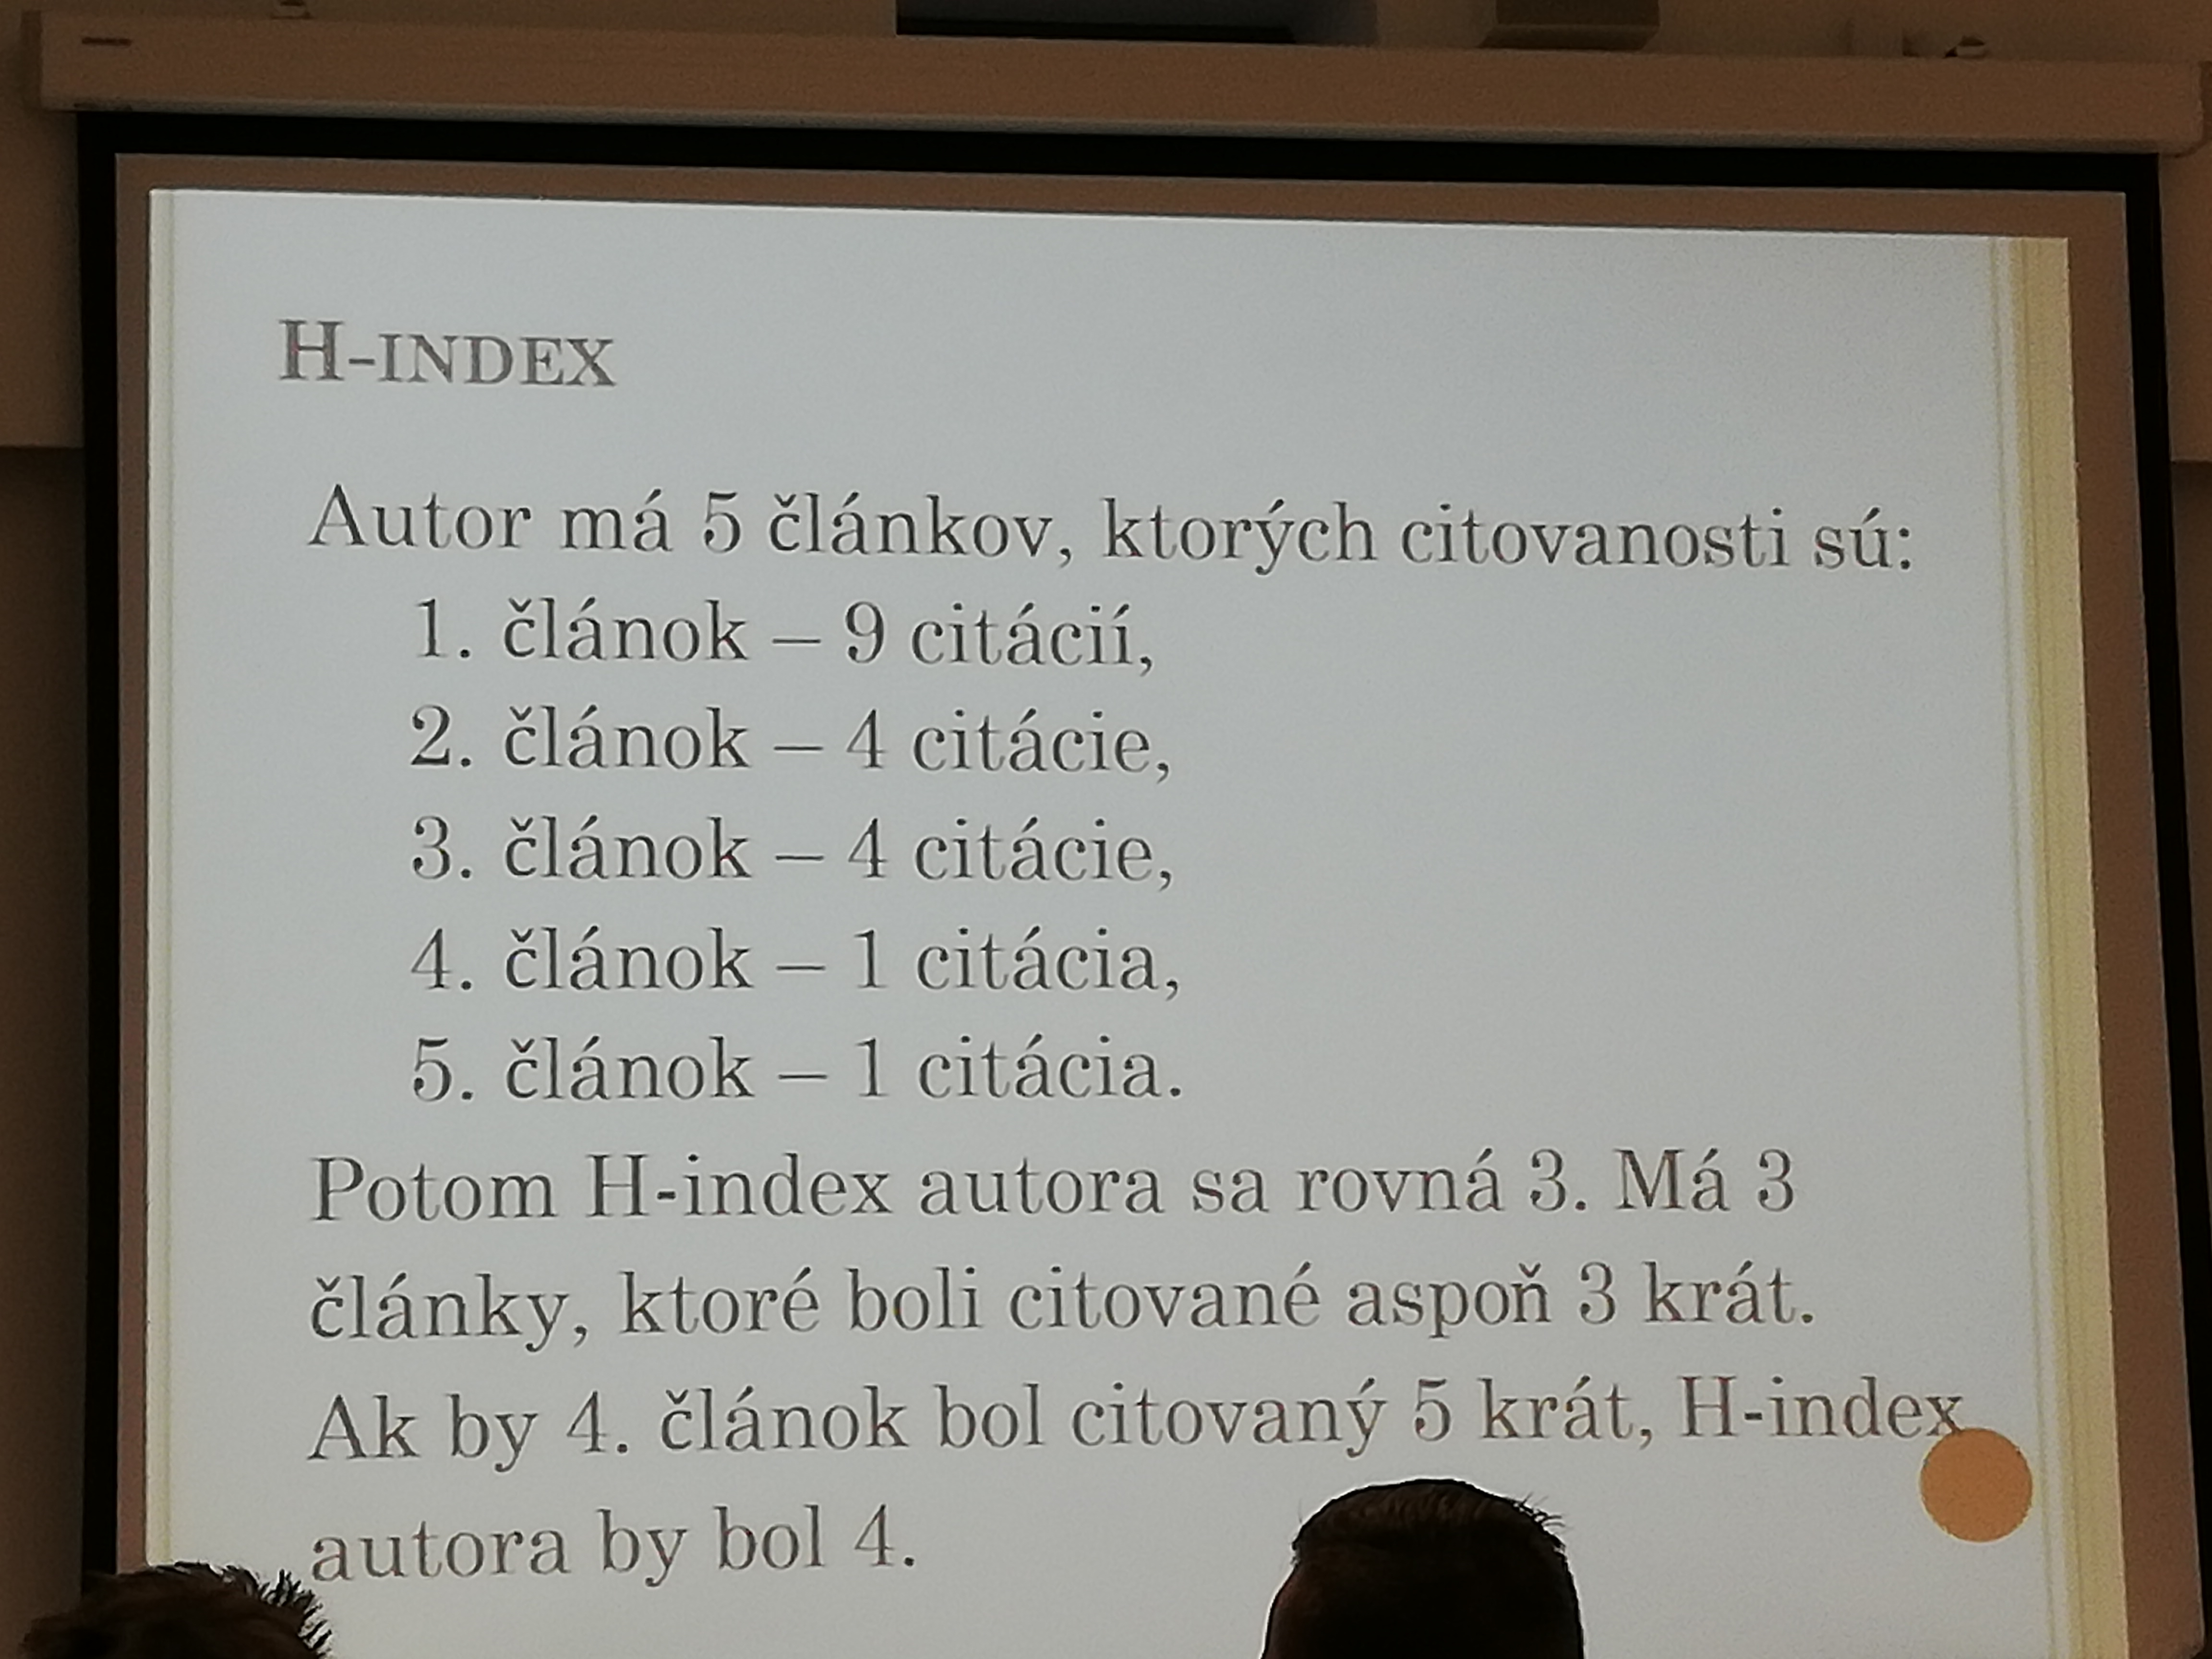 H-INDEX
Autor má 5 článkov, ktorých citovanosti sú:
1. článok – 9 citácií,
2. článok – 4 citácie,
3. článok – 4 citácie,
4. článok – 1 citácia,
5. článok – 1 citácia.
Potom H-index autora sa rovná 3. Má 3
články, ktoré boli citované aspoň 3 krát.
Ak by 4. článok bol citovaný 5 krát, H-index
autora by bol 4.